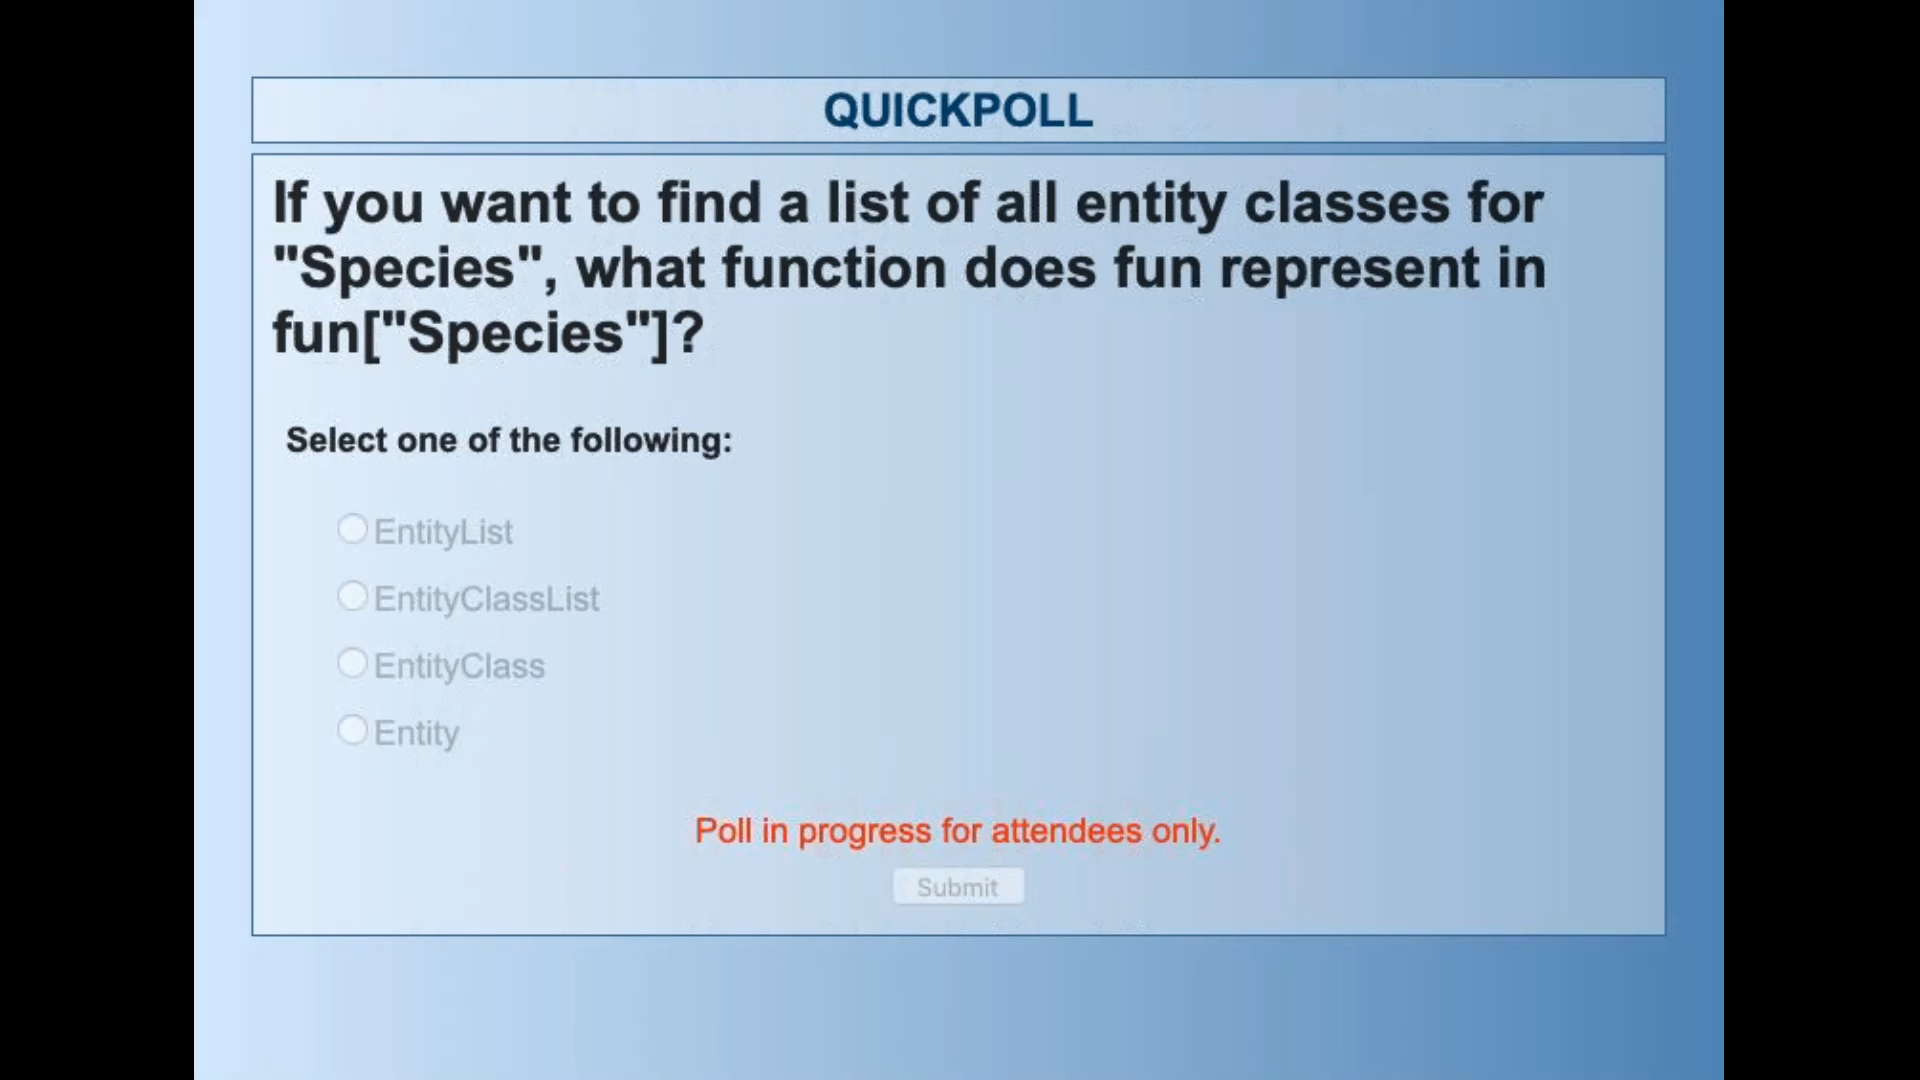 QUICKPOLL
If you want to find a list of all entity classes for
"Species", what function does fun represent in
fun["Species"]?
Select one of the following:
EntityList
EntityClassList
EntityClass
Entity
Poll in progress for attendees only.
Submit